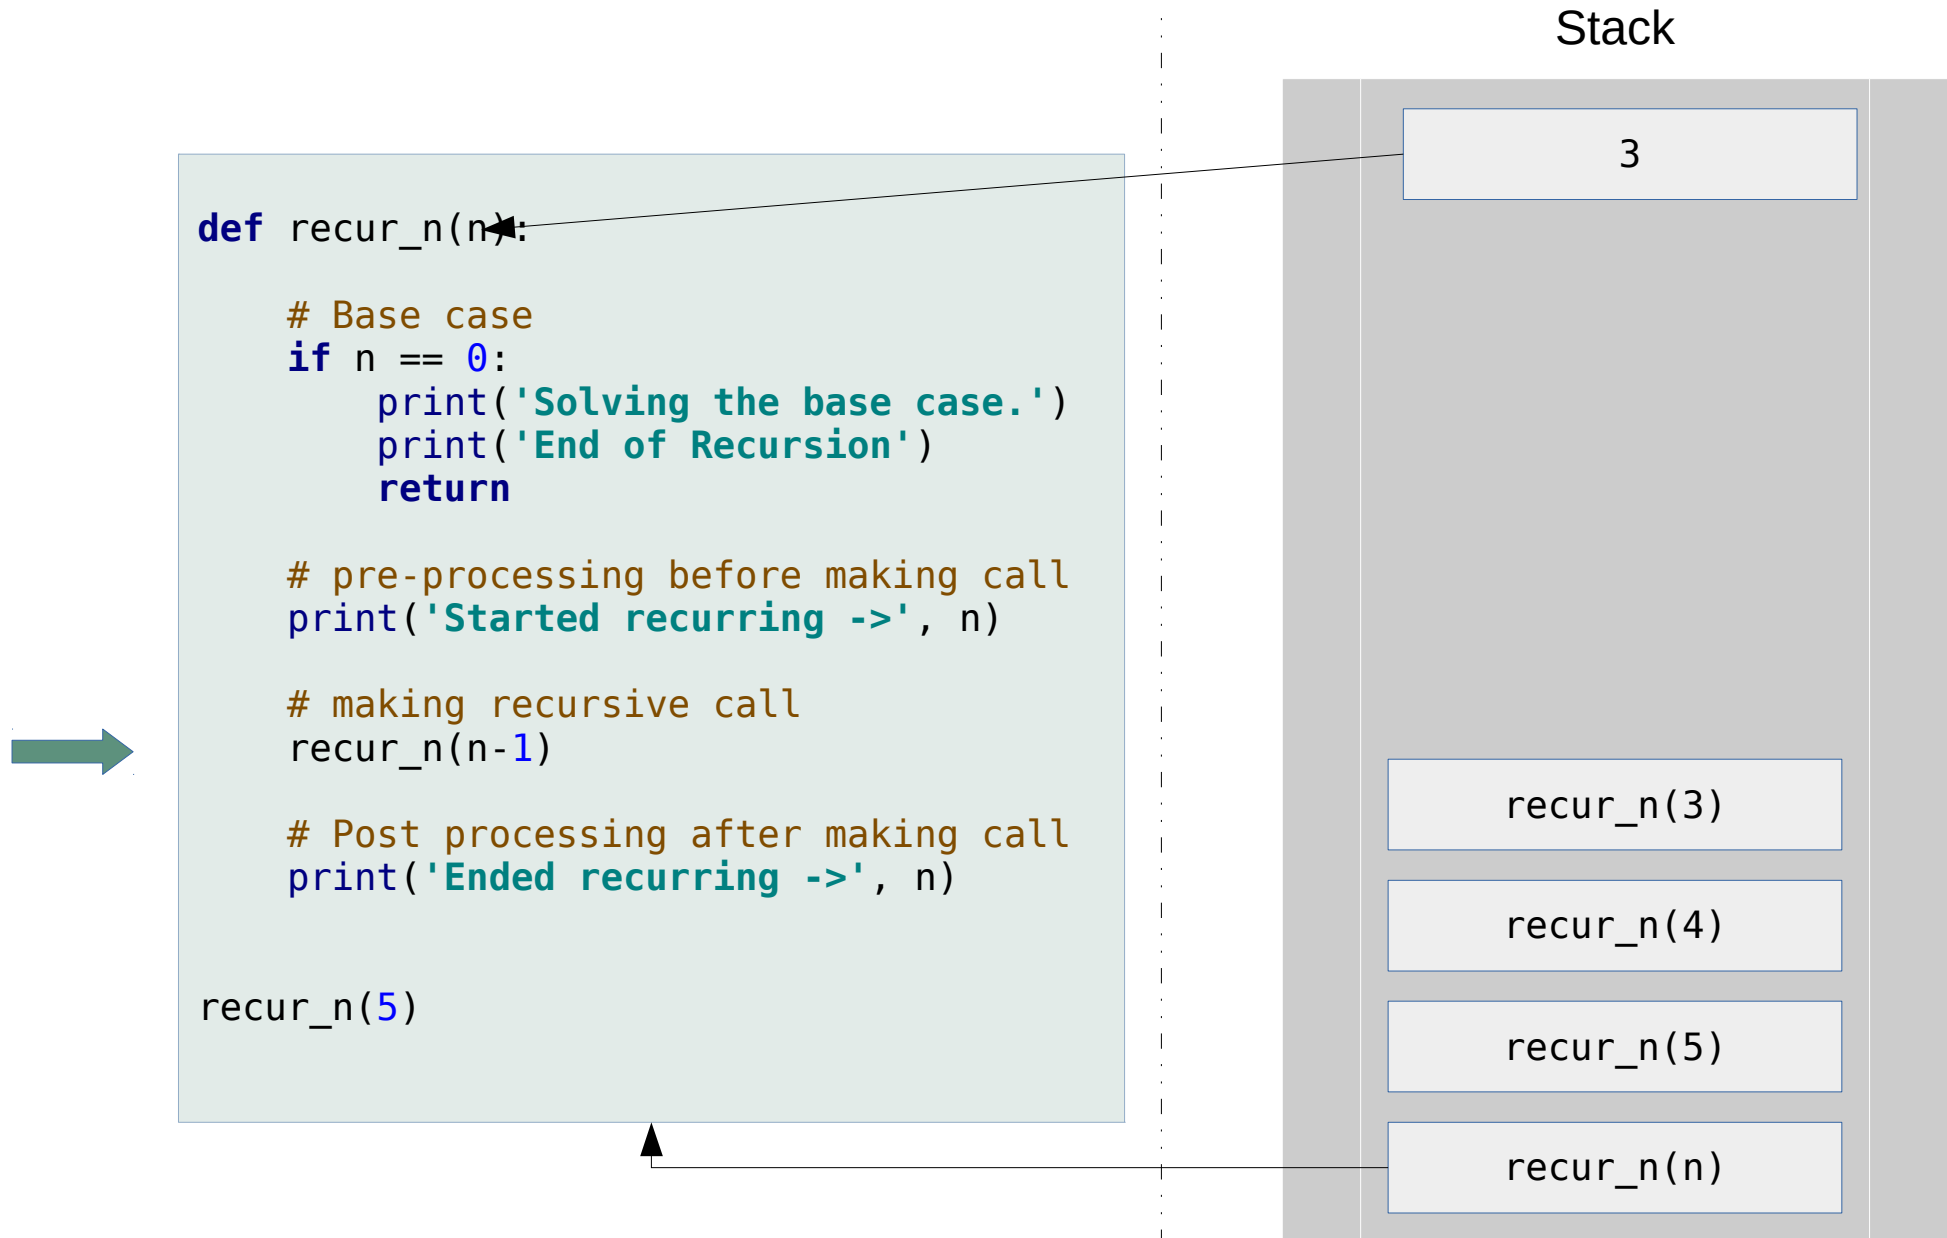 Stack
3
def recur_n(n):
# Base case
if n == 0:
print('Solving the base case.')
print('End of Recursion')
return
# pre-processing before making call
print('Started recurring ->', n)
# making recursive call
recur_n(n-1)
# Post processing after making call
print('Ended recurring ->', n)
recur_n(5)
recur_n(3)
recur_n(4)
recur_n(5)
recur_n(n)